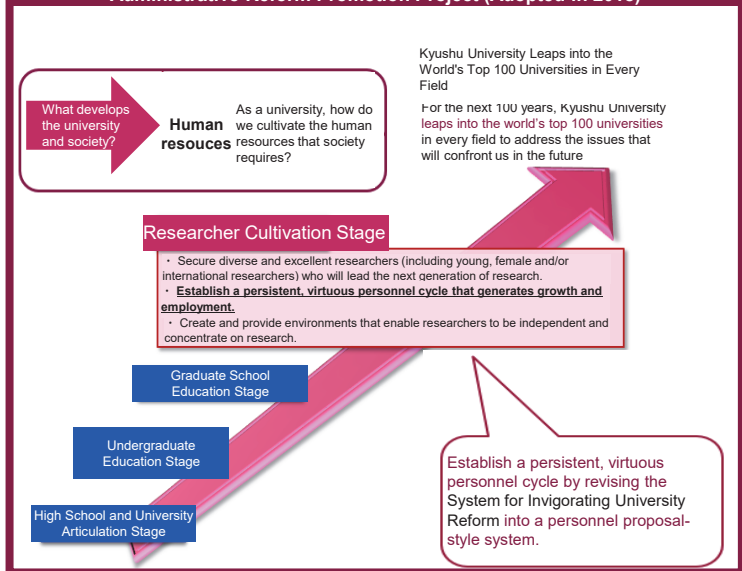 Administrative Reform Promotion Project (Adopted in
What develops
the university
and society?
Human
resouces
As a university, how do
we cultivate the human
resources that society
requires?
Kyushu University Leaps into the
World's Top 100 Universities in Every
Field
For the next 100 years, Kyushu University
leaps into the world's top 100 universities
in every field to address the issues that
will confront us in the future
Researcher Cultivation Stage
・ Secure diverse and excellent researchers (including young, female and/or
international researchers) who will lead the next generation of research.
・ Establish a persistent, virtuous personnel cycle that generates growth and
employment.
・ Create and provide environments that enable researchers to be independent and
concentrate on research.
Graduate School
Education Stage
Undergraduate
Education Stage
High School and University
Articulation Stage
Establish a persistent, virtuous
personnel cycle by revising the
System for Invigorating University
Reform into a personnel proposal-
style system.